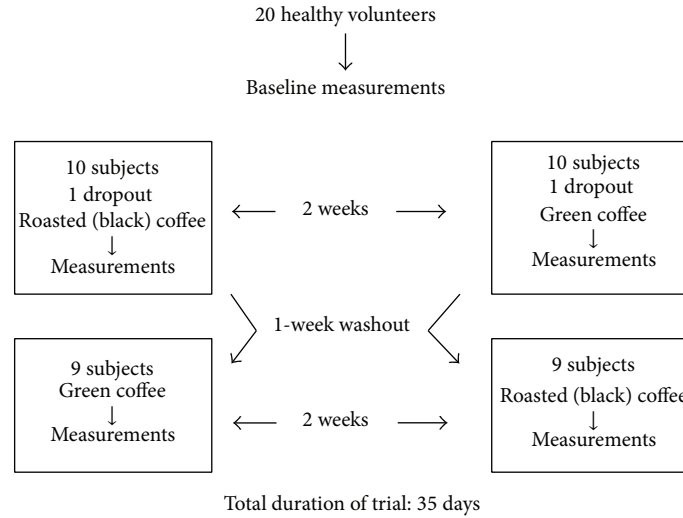 20 healthy volunteers
Baseline measurements
10 subjects
1 dropout
Roasted (black) coffee
Measurements
2 weeks
10 subjects
1 dropout
Green coffee
Measurements
1-week washout
9 subjects
Green coffee
Measurements
2 weeks
9 subjects
Roasted (black) coffee
Measurements
Total duration of trial: 35 days